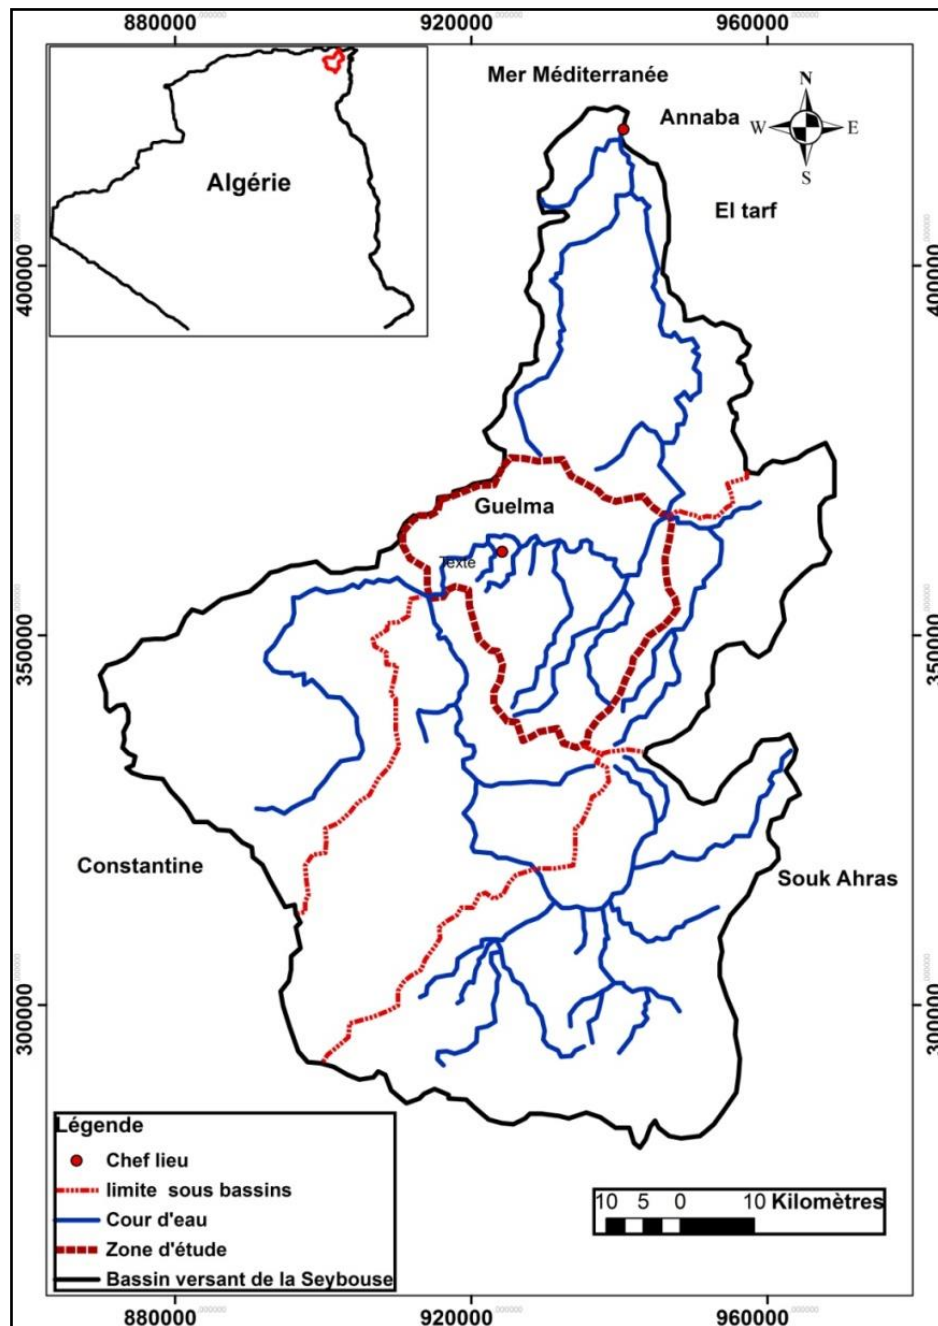 880000 920000 960000
Mer Méditerranée
Annaba
N
W E
S
Algérie
El tarf
400000 400000
Guelma
Texte
350000 350000
Constantine
Souk Ahras
300000 300000
Légende
Chef lieu
limite sous bassins
Cour d'eau
Zone d'étude
Bassin versant de la Seybouse
10 5 0 10 Kilomètres
880000 920000 960000